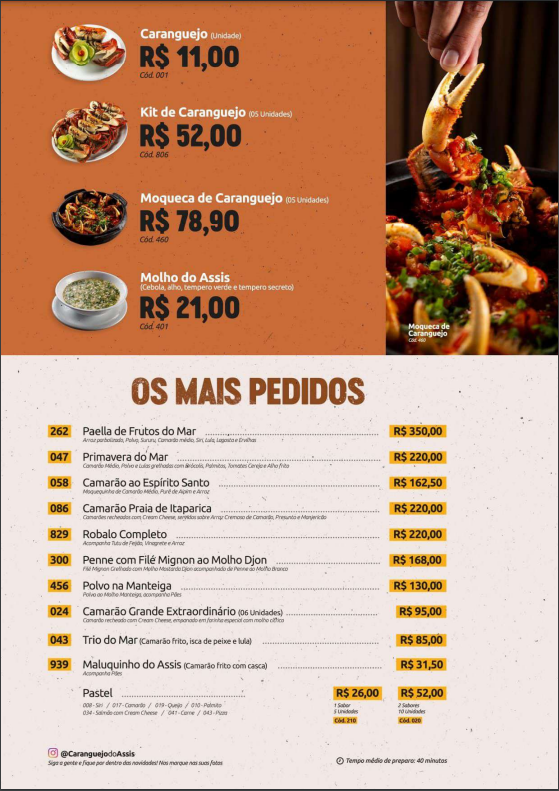 Caranguejo (Unidade)
R$ 11,00
Cód. 001
Kit de Caranguejo (05 Unidades)
R$ 52,00
Cód. 806
Moqueca de Caranguejo (05 Unidades)
R$ 78,90
Cód. 460
Molho do Assis
(Cebola, alho, tempero verde e tempero secreto)
R$ 21,00
Cód. 401
Moqueca de
Caranguejo
Cód. 460
OS MAIS PEDIDOS
262 Paella de Frutos do Mar R$ 350,00
Arroz parbolizado, Polvo, Sururu, Camarão médio, Siri, Lula, Lagosta e Ervilhas
047 Primavera do Mar R$ 220,00
Camarão Médio, Polvo e Lulas grelhadas com Brócolis, Palmitos, Tomates Cereja e Alho frito
058 Camarão ao Espírito Santo R$ 162,50
Moquequinha de Camarão Médio, Purê de Aipim e Arroz
086 Camarão Praia de Itaparica R$ 220,00
Camarões recheados com Cream Cheese, servidos sobre Arroz Cremoso de Camarão, Presunto e Manjericão
829 Robalo Completo R$ 220,00
Acompanha Tutu de Feijão, Vinagrete e Arroz
300 Penne com Filé Mignon ao Molho Djon R$ 168,00
Filé Mignon Grelhado com Molho Mostarda Djon acompanhado de Penne ao Molho Branco
456 Polvo na Manteiga R$ 130,00
Polvo ao Molho Manteiga, acompanha Pães
024 Camarão Grande Extraordinário (06 Unidades) R$ 95,00
Camarão recheado com Cream Cheese, empanado em farinha especial com molho cítrico
043 Trio do Mar (Camarão frito, isca de peixe e lula) R$ 85,00
939 Maluquinho do Assis (Camarão frito com casca) R$ 31,50
Acompanha Pães
Pastel R$ 26,00 R$ 52,00
008 - Siri / 017 - Camarão / 019 - Queijo / 010 - Palmito
034 - Salmão com Cream Cheese / 041 - Carne / 043 - Pizza
1 Sabor
5 Unidades
Cód. 210
2 Sabores
10 Unidades
Cód. 020
@CaranguejodoAssis
Siga a gente e fique por dentro das novidades! Nos marque nas suas fotos
Tempo médio de preparo: 40 minutos